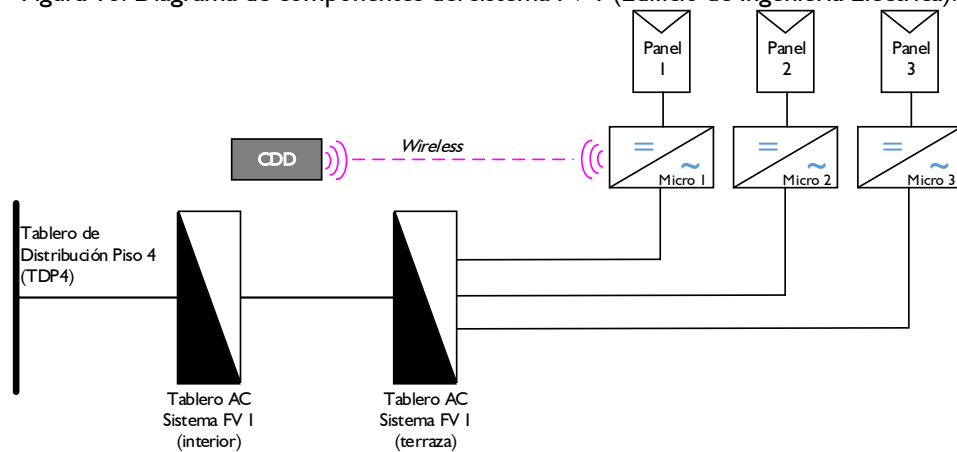 Panel
1
Panel
2
Panel
3
CDD
Wireless
Micro 1
Micro 2
Micro 3
Tablero de
Distribución Piso 4
(TDP4)
Tablero AC
Sistema FV 1
(interior)
Tablero AC
Sistema FV 1
(terraza)